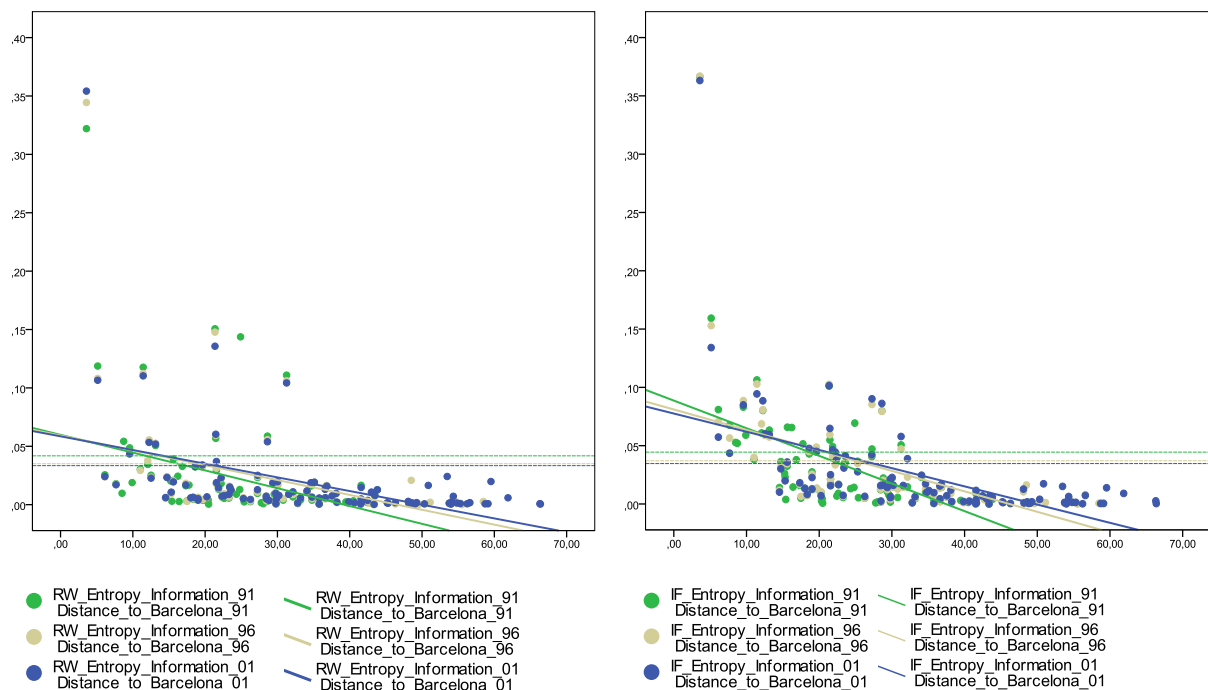 ,40
,35
,30
,25
,20
,15
,10
,05
,00
,00 10,00 20,00 30,00 40,00 50,00 60,00 70,00
RW_Entropy_Information_91
Distance_to_Barcelona_91
RW_Entropy_Information_96
Distance_to_Barcelona_96
RW_Entropy_Information_01
Distance_to_Barcelona_01
RW_Entropy_Information_91
Distance_to_Barcelona_91
RW_Entropy_Information_96
Distance_to_Barcelona_96
RW_Entropy_Information_01
Distance_to_Barcelona_01
,40
,35
,30
,25
,20
,15
,10
,05
,00
,00 10,00 20,00 30,00 40,00 50,00 60,00 70,00
IF_Entropy_Information_91
Distance_to_Barcelona_91
IF_Entropy_Information_96
Distance_to_Barcelona_96
IF_Entropy_Information_01
Distance_to_Barcelona_01
IF_Entropy_Information_91
Distance_to_Barcelona_91
IF_Entropy_Information_96
Distance_to_Barcelona_96
IF_Entropy_Information_01
Distance_to_Barcelona_01